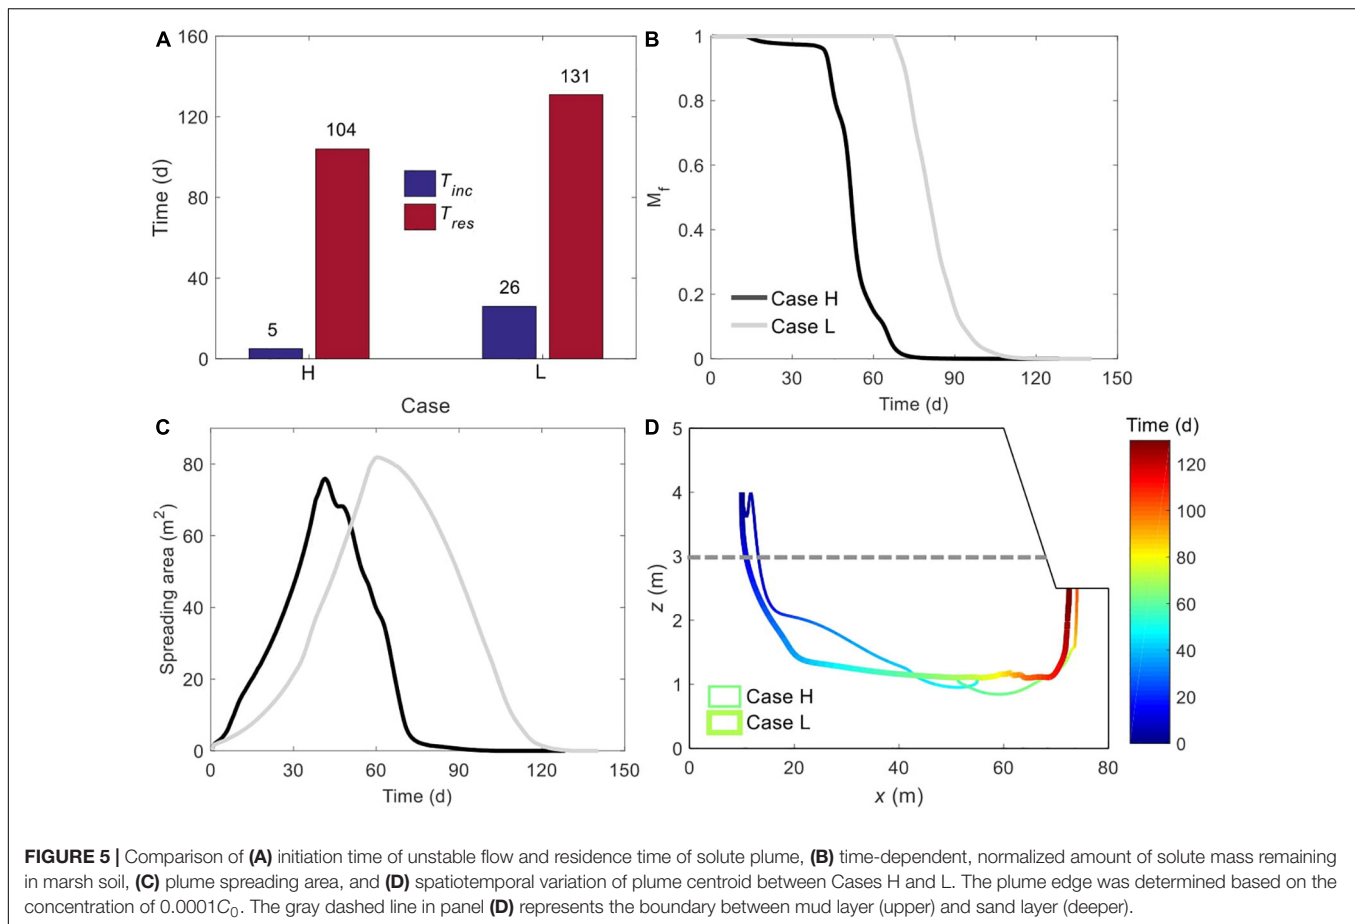 A
160
120
80
40
0
Time (d)
5
104
26
131
T_inc
T_res
H
L
Case
B
1
0.8
0.6
0.4
0.2
0
M_f
Case H
Case L
0
30
60
90
120
150
Time (d)
C
80
60
40
20
0
Spreading area (m²)
0
30
60
90
120
150
Time (d)
D
5
4
3
2
1
0
z (m)
Case H
Case L
0
20
40
60
80
x (m)
Time (d)
120
100
80
60
40
20
0
FIGURE 5 | Comparison of (A) initiation time of unstable flow and residence time of solute plume, (B) time-dependent, normalized amount of solute mass remaining
in marsh soil, (C) plume spreading area, and (D) spatiotemporal variation of plume centroid between Cases H and L. The plume edge was determined based on the
concentration of 0.0001C₀. The gray dashed line in panel (D) represents the boundary between mud layer (upper) and sand layer (deeper).